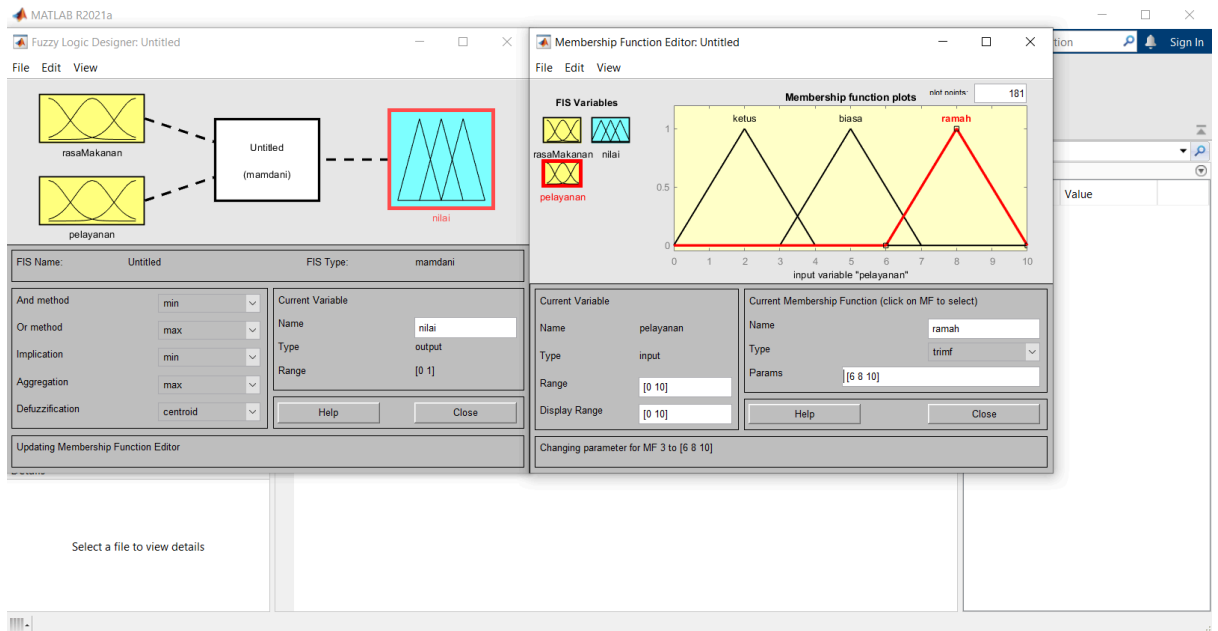 MATLAB R2021a
Fuzzy Logic Designer: Untitled
File Edit View
rasaMakanan
pelayanan
Untitled
(mamdani)
nilai
FIS Name: Untitled FIS Type: mamdani
And method min
Or method max
Implication min
Aggregation max
Defuzzification centroid
Current Variable
Name nilai
Type output
Range [0 1]
Help Close
Updating Membership Function Editor
Membership Function Editor: Untitled
File Edit View
FIS Variables
rasaMakanan nilai
pelayanan
Membership function plots plot points: 181
ketus biasa ramah
1
0.5
0
0 1 2 3 4 5 6 7 8 9 10
input variable "pelayanan"
Current Variable
Name pelayanan
Type input
Range [0 10]
Display Range [0 10]
Current Membership Function (click on MF to select)
Name ramah
Type trimf
Params [6 8 10]
Help Close
Changing parameter for MF 3 to [6 8 10]
Sign In
Value
Select a file to view details